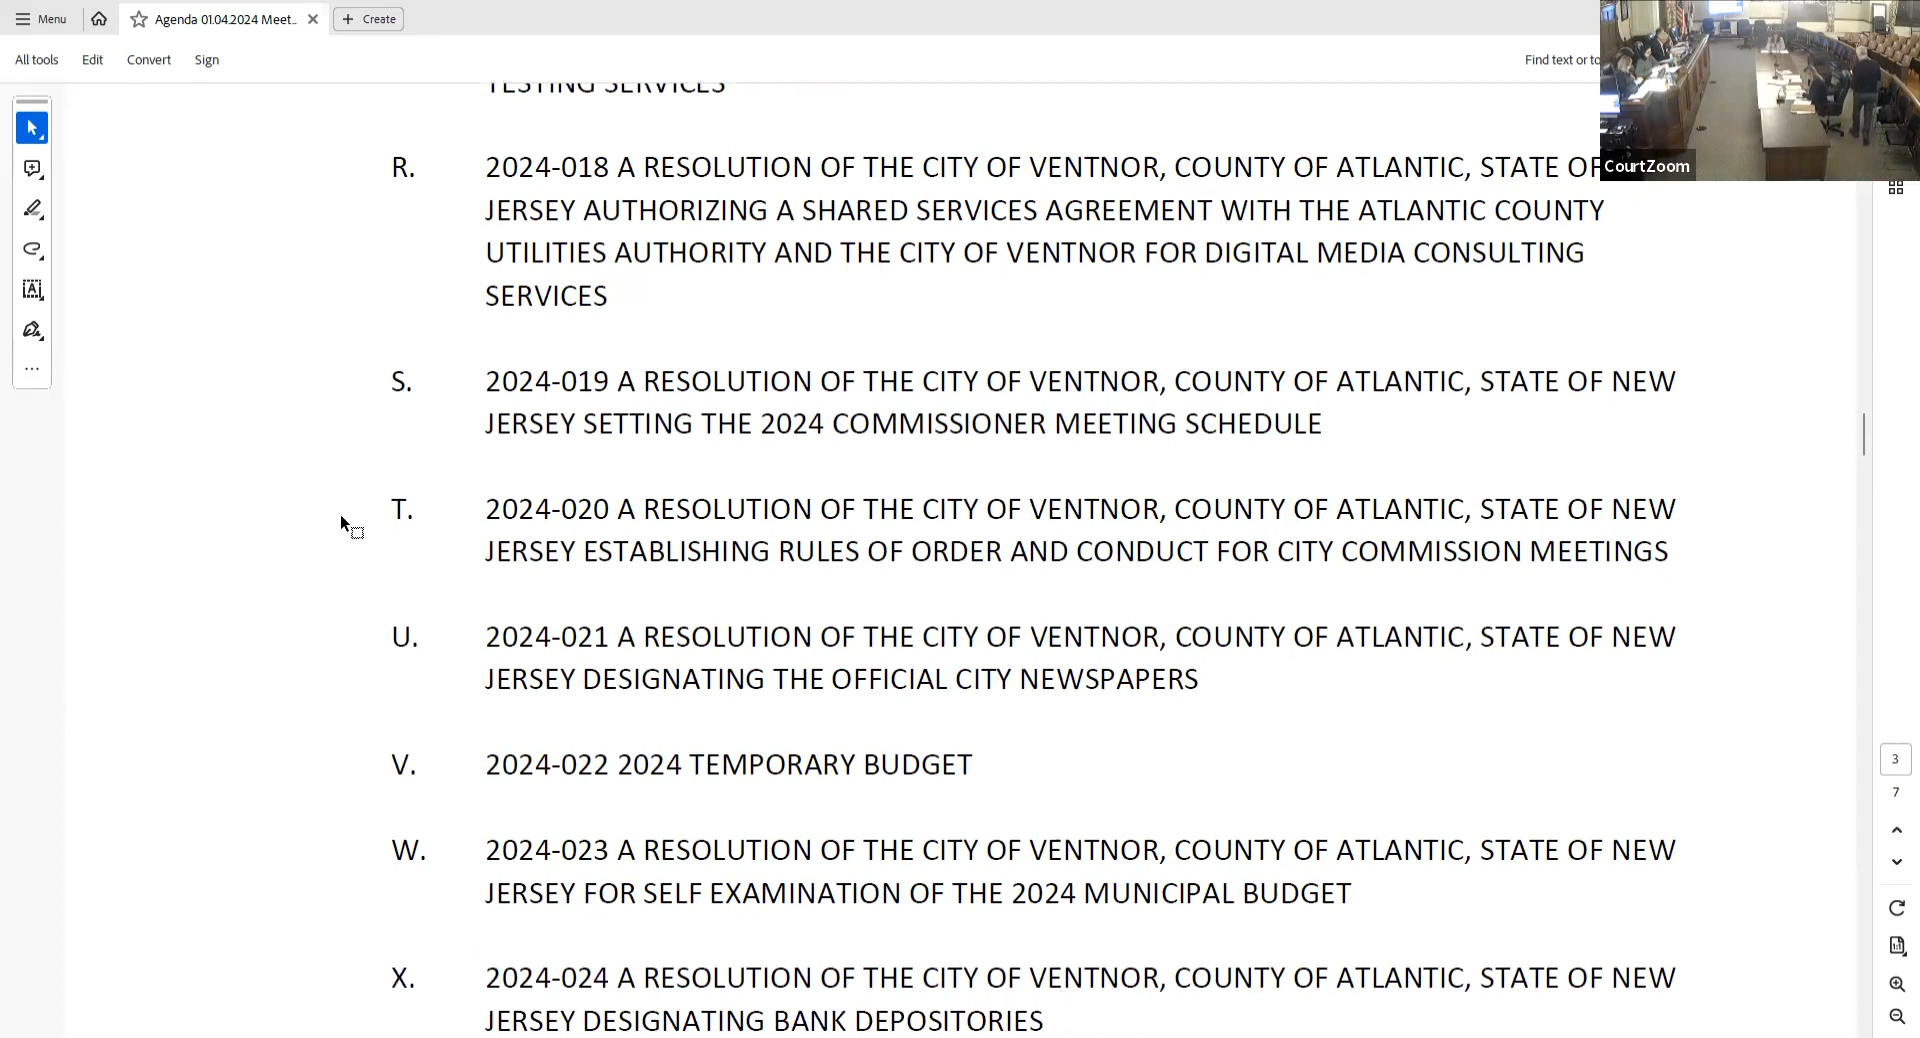 Menu
Agenda 01.04.2024 Meet..
Create
All tools
Edit
Convert
Sign
Find text or to
CourtZoom
TESTING SERVICES
R. 2024-018 A RESOLUTION OF THE CITY OF VENTNOR, COUNTY OF ATLANTIC, STATE OF
JERSEY AUTHORIZING A SHARED SERVICES AGREEMENT WITH THE ATLANTIC COUNTY
UTILITIES AUTHORITY AND THE CITY OF VENTNOR FOR DIGITAL MEDIA CONSULTING
SERVICES
S. 2024-019 A RESOLUTION OF THE CITY OF VENTNOR, COUNTY OF ATLANTIC, STATE OF NEW
JERSEY SETTING THE 2024 COMMISSIONER MEETING SCHEDULE
T. 2024-020 A RESOLUTION OF THE CITY OF VENTNOR, COUNTY OF ATLANTIC, STATE OF NEW
JERSEY ESTABLISHING RULES OF ORDER AND CONDUCT FOR CITY COMMISSION MEETINGS
U. 2024-021 A RESOLUTION OF THE CITY OF VENTNOR, COUNTY OF ATLANTIC, STATE OF NEW
JERSEY DESIGNATING THE OFFICIAL CITY NEWSPAPERS
V. 2024-022 2024 TEMPORARY BUDGET
W. 2024-023 A RESOLUTION OF THE CITY OF VENTNOR, COUNTY OF ATLANTIC, STATE OF NEW
JERSEY FOR SELF EXAMINATION OF THE 2024 MUNICIPAL BUDGET
X. 2024-024 A RESOLUTION OF THE CITY OF VENTNOR, COUNTY OF ATLANTIC, STATE OF NEW
JERSEY DESIGNATING BANK DEPOSITORIES
3
7